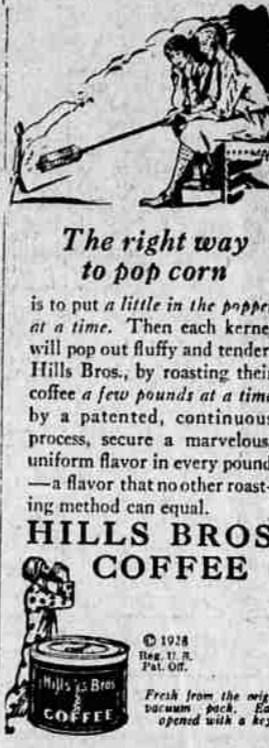 The right way
to pop corn
is to put a little in the poppe
at a time. Then each kerne
will pop out fluffy and tender.
Hills Bros., by roasting their
coffee a few pounds at a time
by a patented, continuous
process, secure a marvelous,
uniform flavor in every pound
—a flavor that no other roast-
ing method can equal.
HILLS BROS
COFFEE
© 1928
Reg. U. S.
Pat. Off.
Hills Bros
COFFEE
Fresh from the orig
vacuum pack. Ea
opened with a key